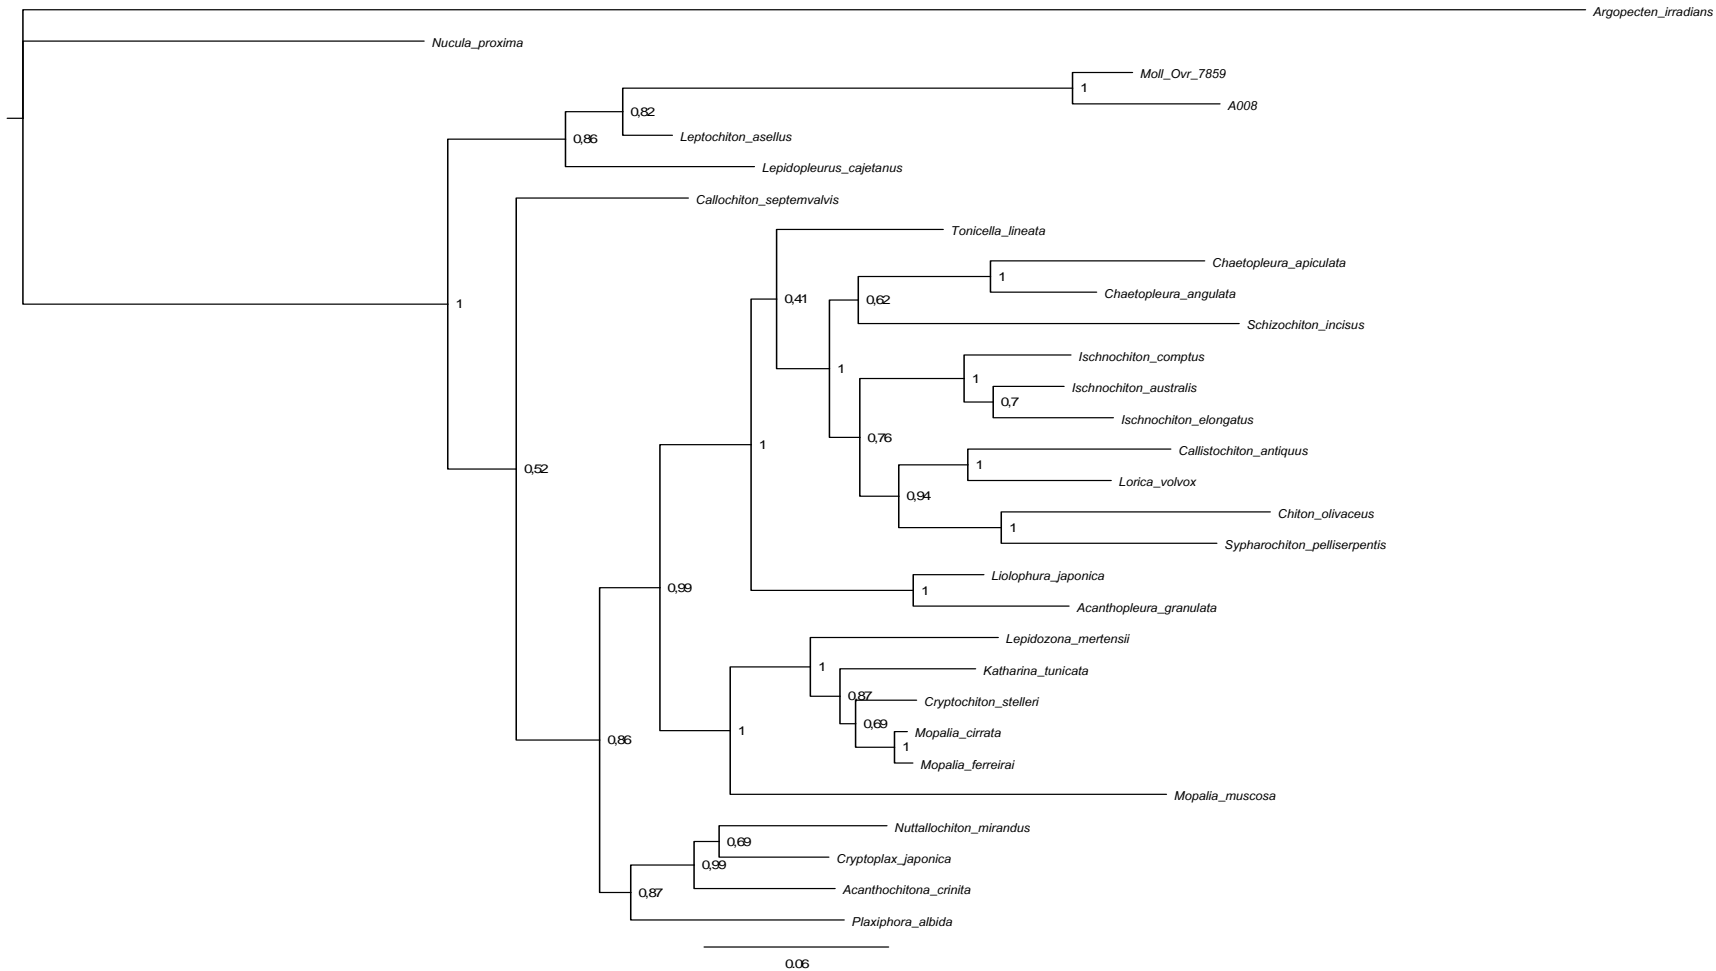 Argopecten_irradians
Nucula_proxima
Moll_Ovr_7859
1
A008
0,82
Leptochiton_asellus
0,86
Lepidopleurus_cajetanus
Callochiton_septemvalvis
Tonicella_lineata
Chaetopleura_apiculata
1
Chaetopleura_angulata
0,41
0,62
1
Schizochiton_incisus
Ischnochiton_comptus
1
1
Ischnochiton_australis
0,7
Ischnochiton_elongatus
0,76
1
Callistochiton_antiquus
1
0,52
Lorica_volvox
0,94
Chiton_olivaceus
1
Sypharochiton_pelliserpentis
Liolophura_japonica
0,99
1
Acanthopleura_granulata
Lepidozona_mertensii
1
Katharina_tunicata
0,87
Cryptochiton_stelleri
0,69
1
Mopalia_cirrata
0,86
1
Mopalia_ferreirai
Mopalia_muscosa
Nuttallochiton_mirandus
0,69
Cryptoplax_japonica
0,99
Acanthochitona_crinita
0,87
Plaxiphora_albida
0.06